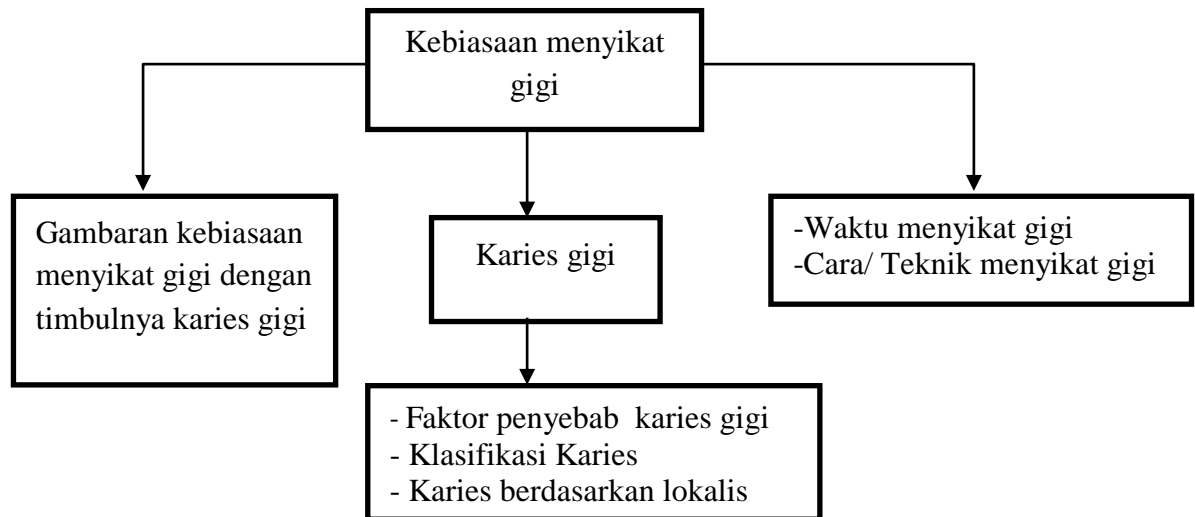 Kebiasaan menyikat
gigi
Gambaran kebiasaan
menyikat gigi dengan
timbulnya karies gigi
Karies gigi
-Waktu menyikat gigi
-Cara/ Teknik menyikat gigi
- Faktor penyebab karies gigi
- Klasifikasi Karies
- Karies berdasarkan lokalis